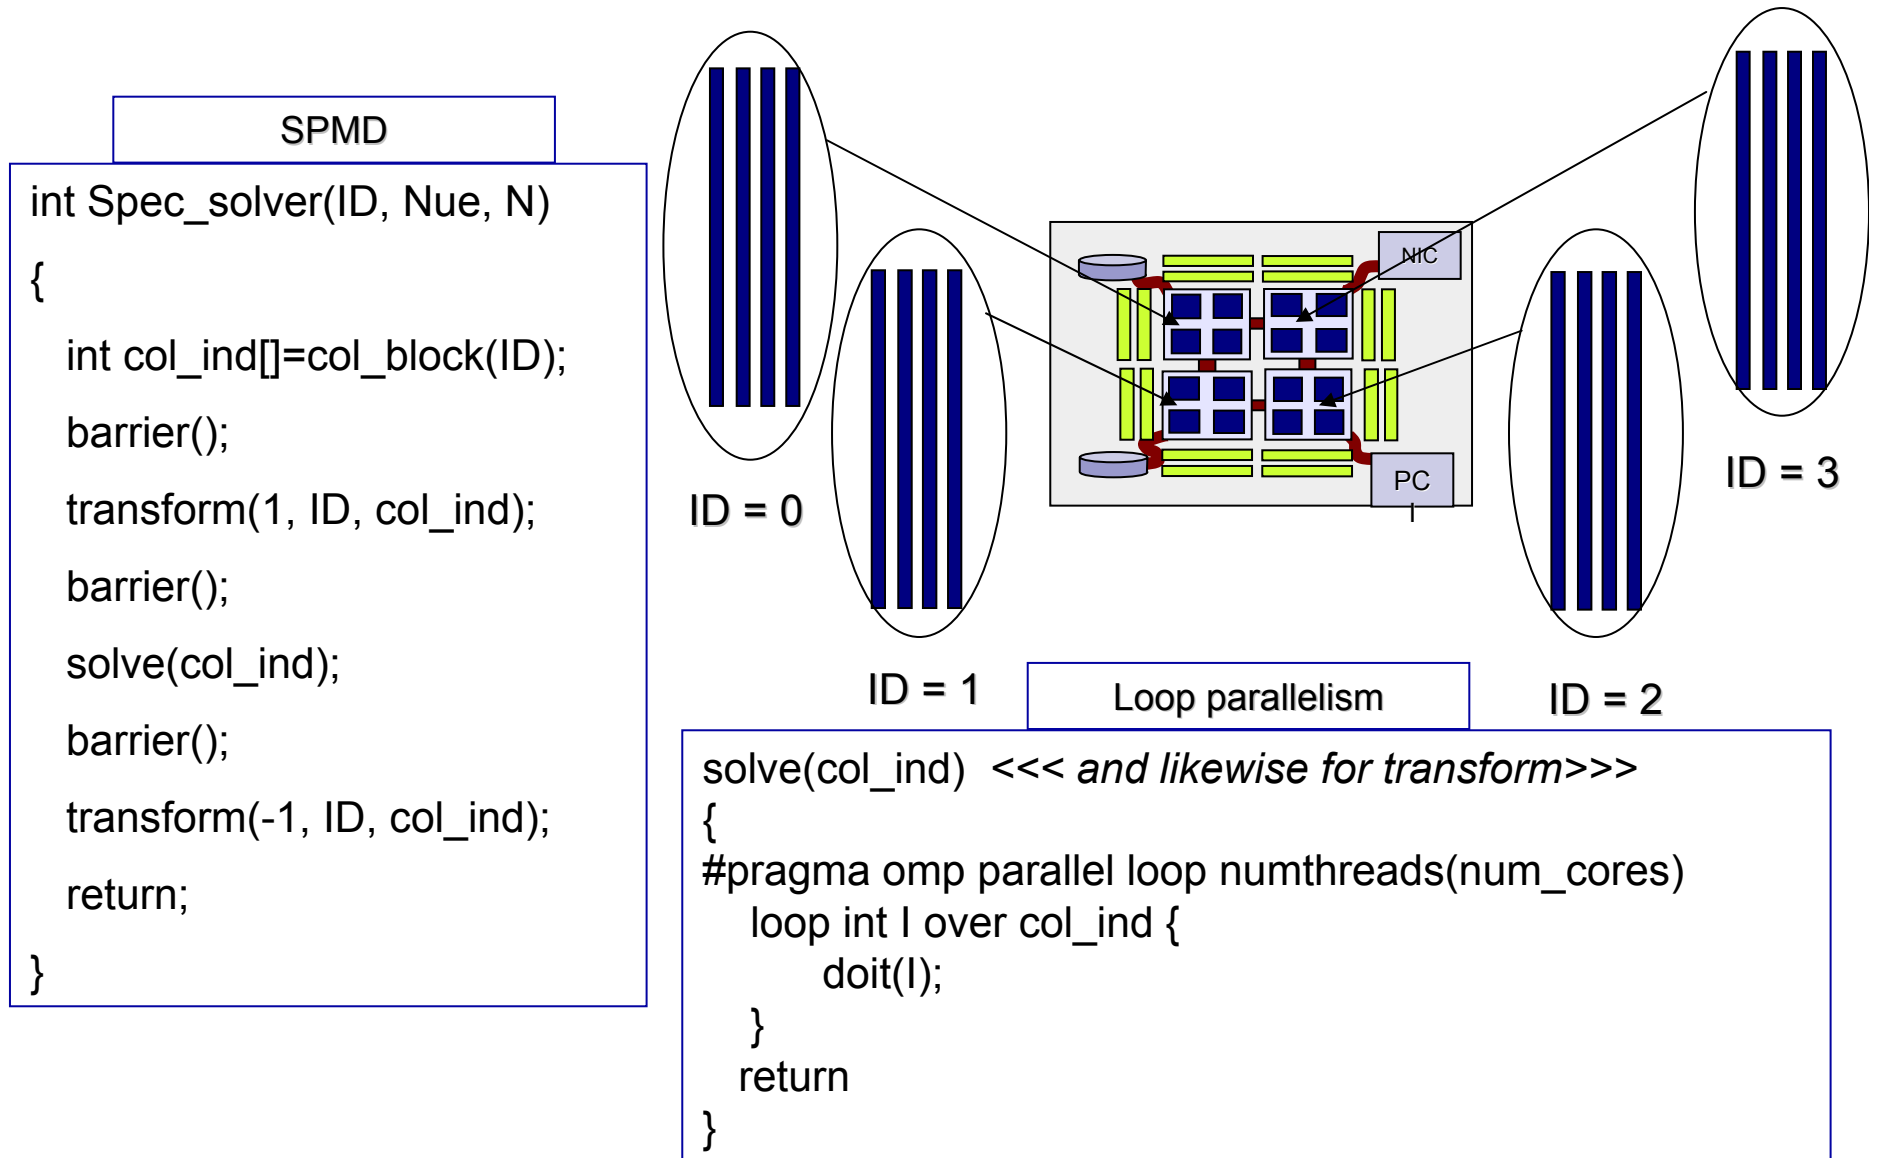 SPMD
int Spec_solver(ID, Nue, N)
{
int col_ind[]=col_block(ID);
barrier();
transform(1, ID, col_ind);
barrier();
solve(col_ind);
barrier();
transform(-1, ID, col_ind);
return;
}
ID = 0
ID = 1
NIC
PC
I
ID = 2
ID = 3
Loop parallelism
solve(col_ind) <<< and likewise for transform>>>
{
#pragma omp parallel loop numthreads(num_cores)
loop int I over col_ind {
doit(I);
}
return
}